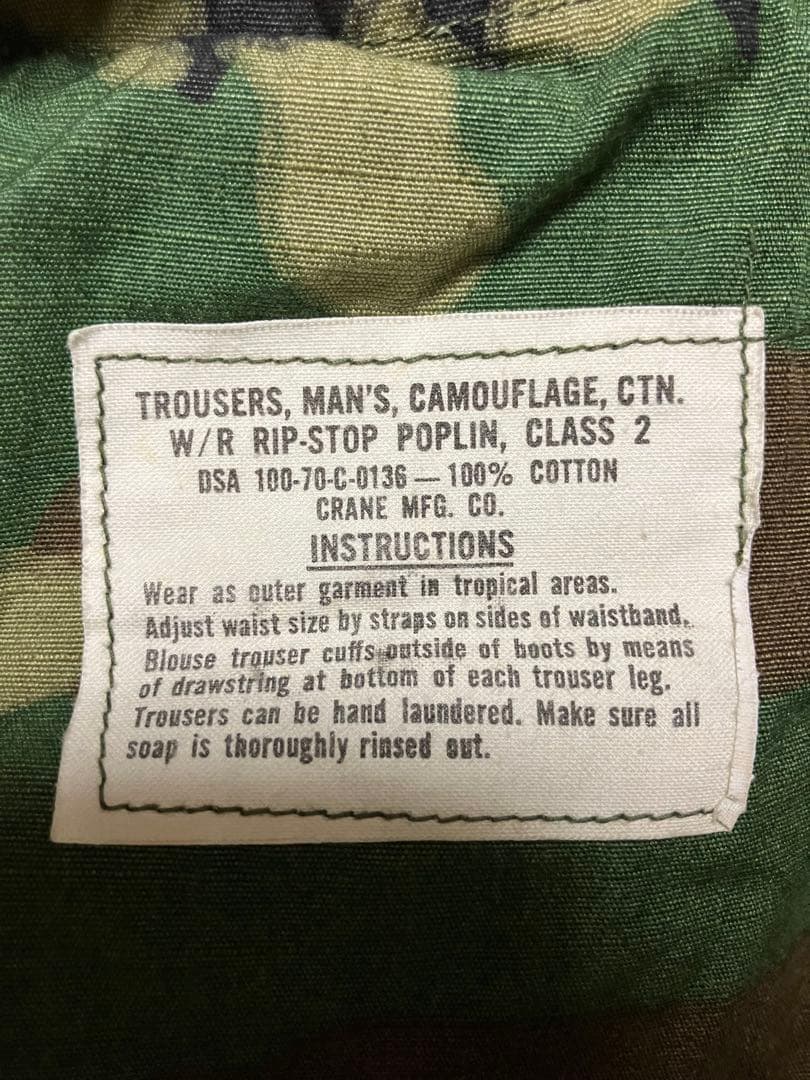 TROUSERS, MAN'S, CAMOUFLAGE, CTN.
W/R RIP-STOP POPLIN, CLASS 2
DSA 100-70-C-0136 — 100% COTTON
CRANE MFG. CO.
INSTRUCTIONS
Wear as outer garment in tropical areas.
Adjust waist size by straps on sides of waistband.
Blouse trouser cuffs outside of boots by means
of drawstring at bottom of each trouser leg.
Trousers can be hand laundered. Make sure all
soap is thoroughly rinsed out.